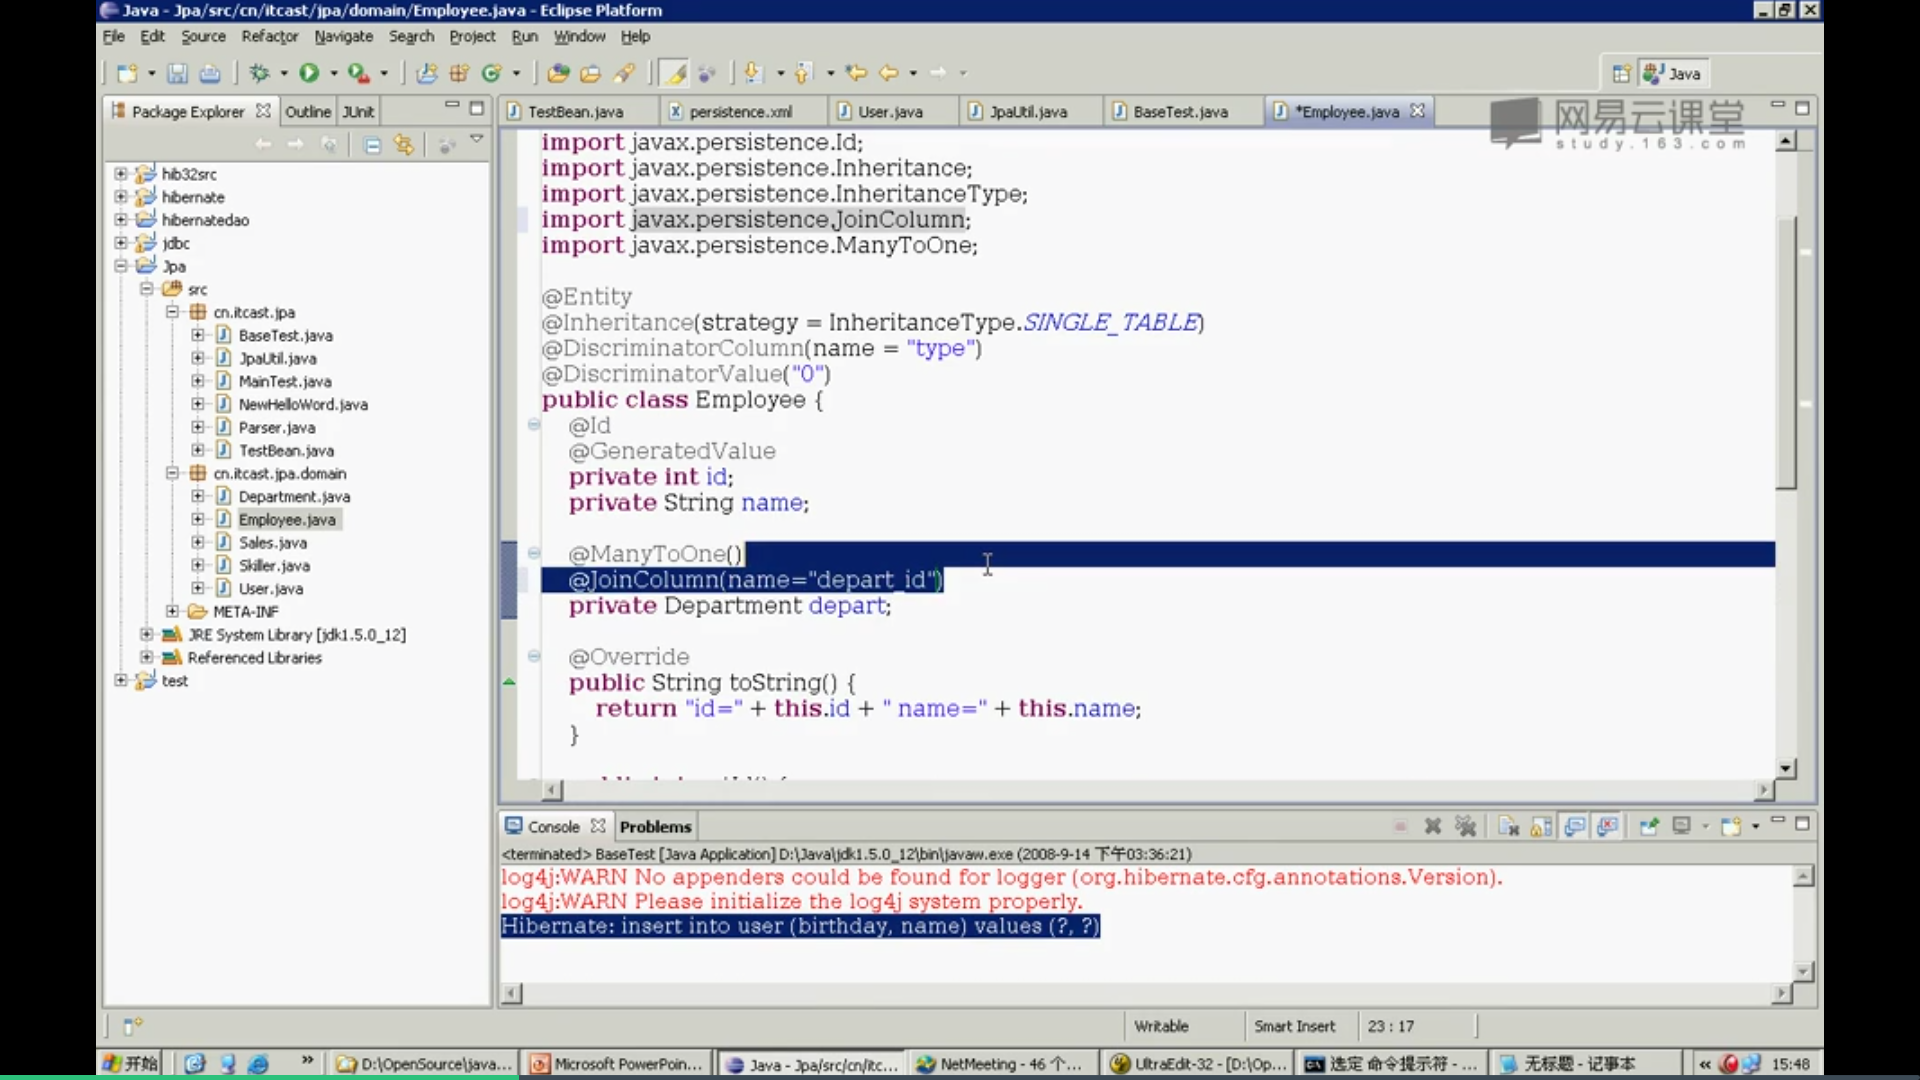 Java - Jpa/src/cn/itcast/jpa/domain/Employee.java - Eclipse Platform
File Edit Source Refactor Navigate Search Project Run Window Help
Java
Package Explorer Outline JUnit
TestBean.java persistence.xml User.java JpaUtil.java BaseTest.java *Employee.java
网易云课堂
study.163.com
hib32src
hibernate
hibernatedao
jdbc
Jpa
src
cn.itcast.jpa
BaseTest.java
JpaUtil.java
MainTest.java
NewHelloWord.java
Parser.java
TestBean.java
cn.itcast.jpa.domain
Department.java
Employee.java
Sales.java
Skiller.java
User.java
META-INF
JRE System Library [jdk1.5.0_12]
Referenced Libraries
test
import javax.persistence.Id;
import javax.persistence.Inheritance;
import javax.persistence.InheritanceType;
import javax.persistence.JoinColumn;
import javax.persistence.ManyToOne;
@Entity
@Inheritance(strategy = InheritanceType.SINGLE_TABLE)
@DiscriminatorColumn(name = "type")
@DiscriminatorValue("0")
public class Employee {
@Id
@GeneratedValue
private int id;
private String name;
@ManyToOne()
@JoinColumn(name="depart_id")
private Department depart;
@Override
public String toString() {
return "id=" + this.id + " name=" + this.name;
}
Console Problems
<terminated> BaseTest [Java Application] D:\Java\jdk1.5.0_12\bin\javaw.exe (2008-9-14 下午03:36:21)
log4j:WARN No appenders could be found for logger (org.hibernate.cfg.annotations.Version).
log4j:WARN Please initialize the log4j system properly.
Hibernate: insert into user (birthday, name) values (?, ?)
Writable Smart Insert 23 : 17
开始 » D:\OpenSource\java... Microsoft PowerPoin... Java - Jpa/src/cn/itc... NetMeeting - 46 个... UltraEdit-32 - [D:\Op... 选定 命令提示符 - ... 无标题 - 记事本 « 15:48